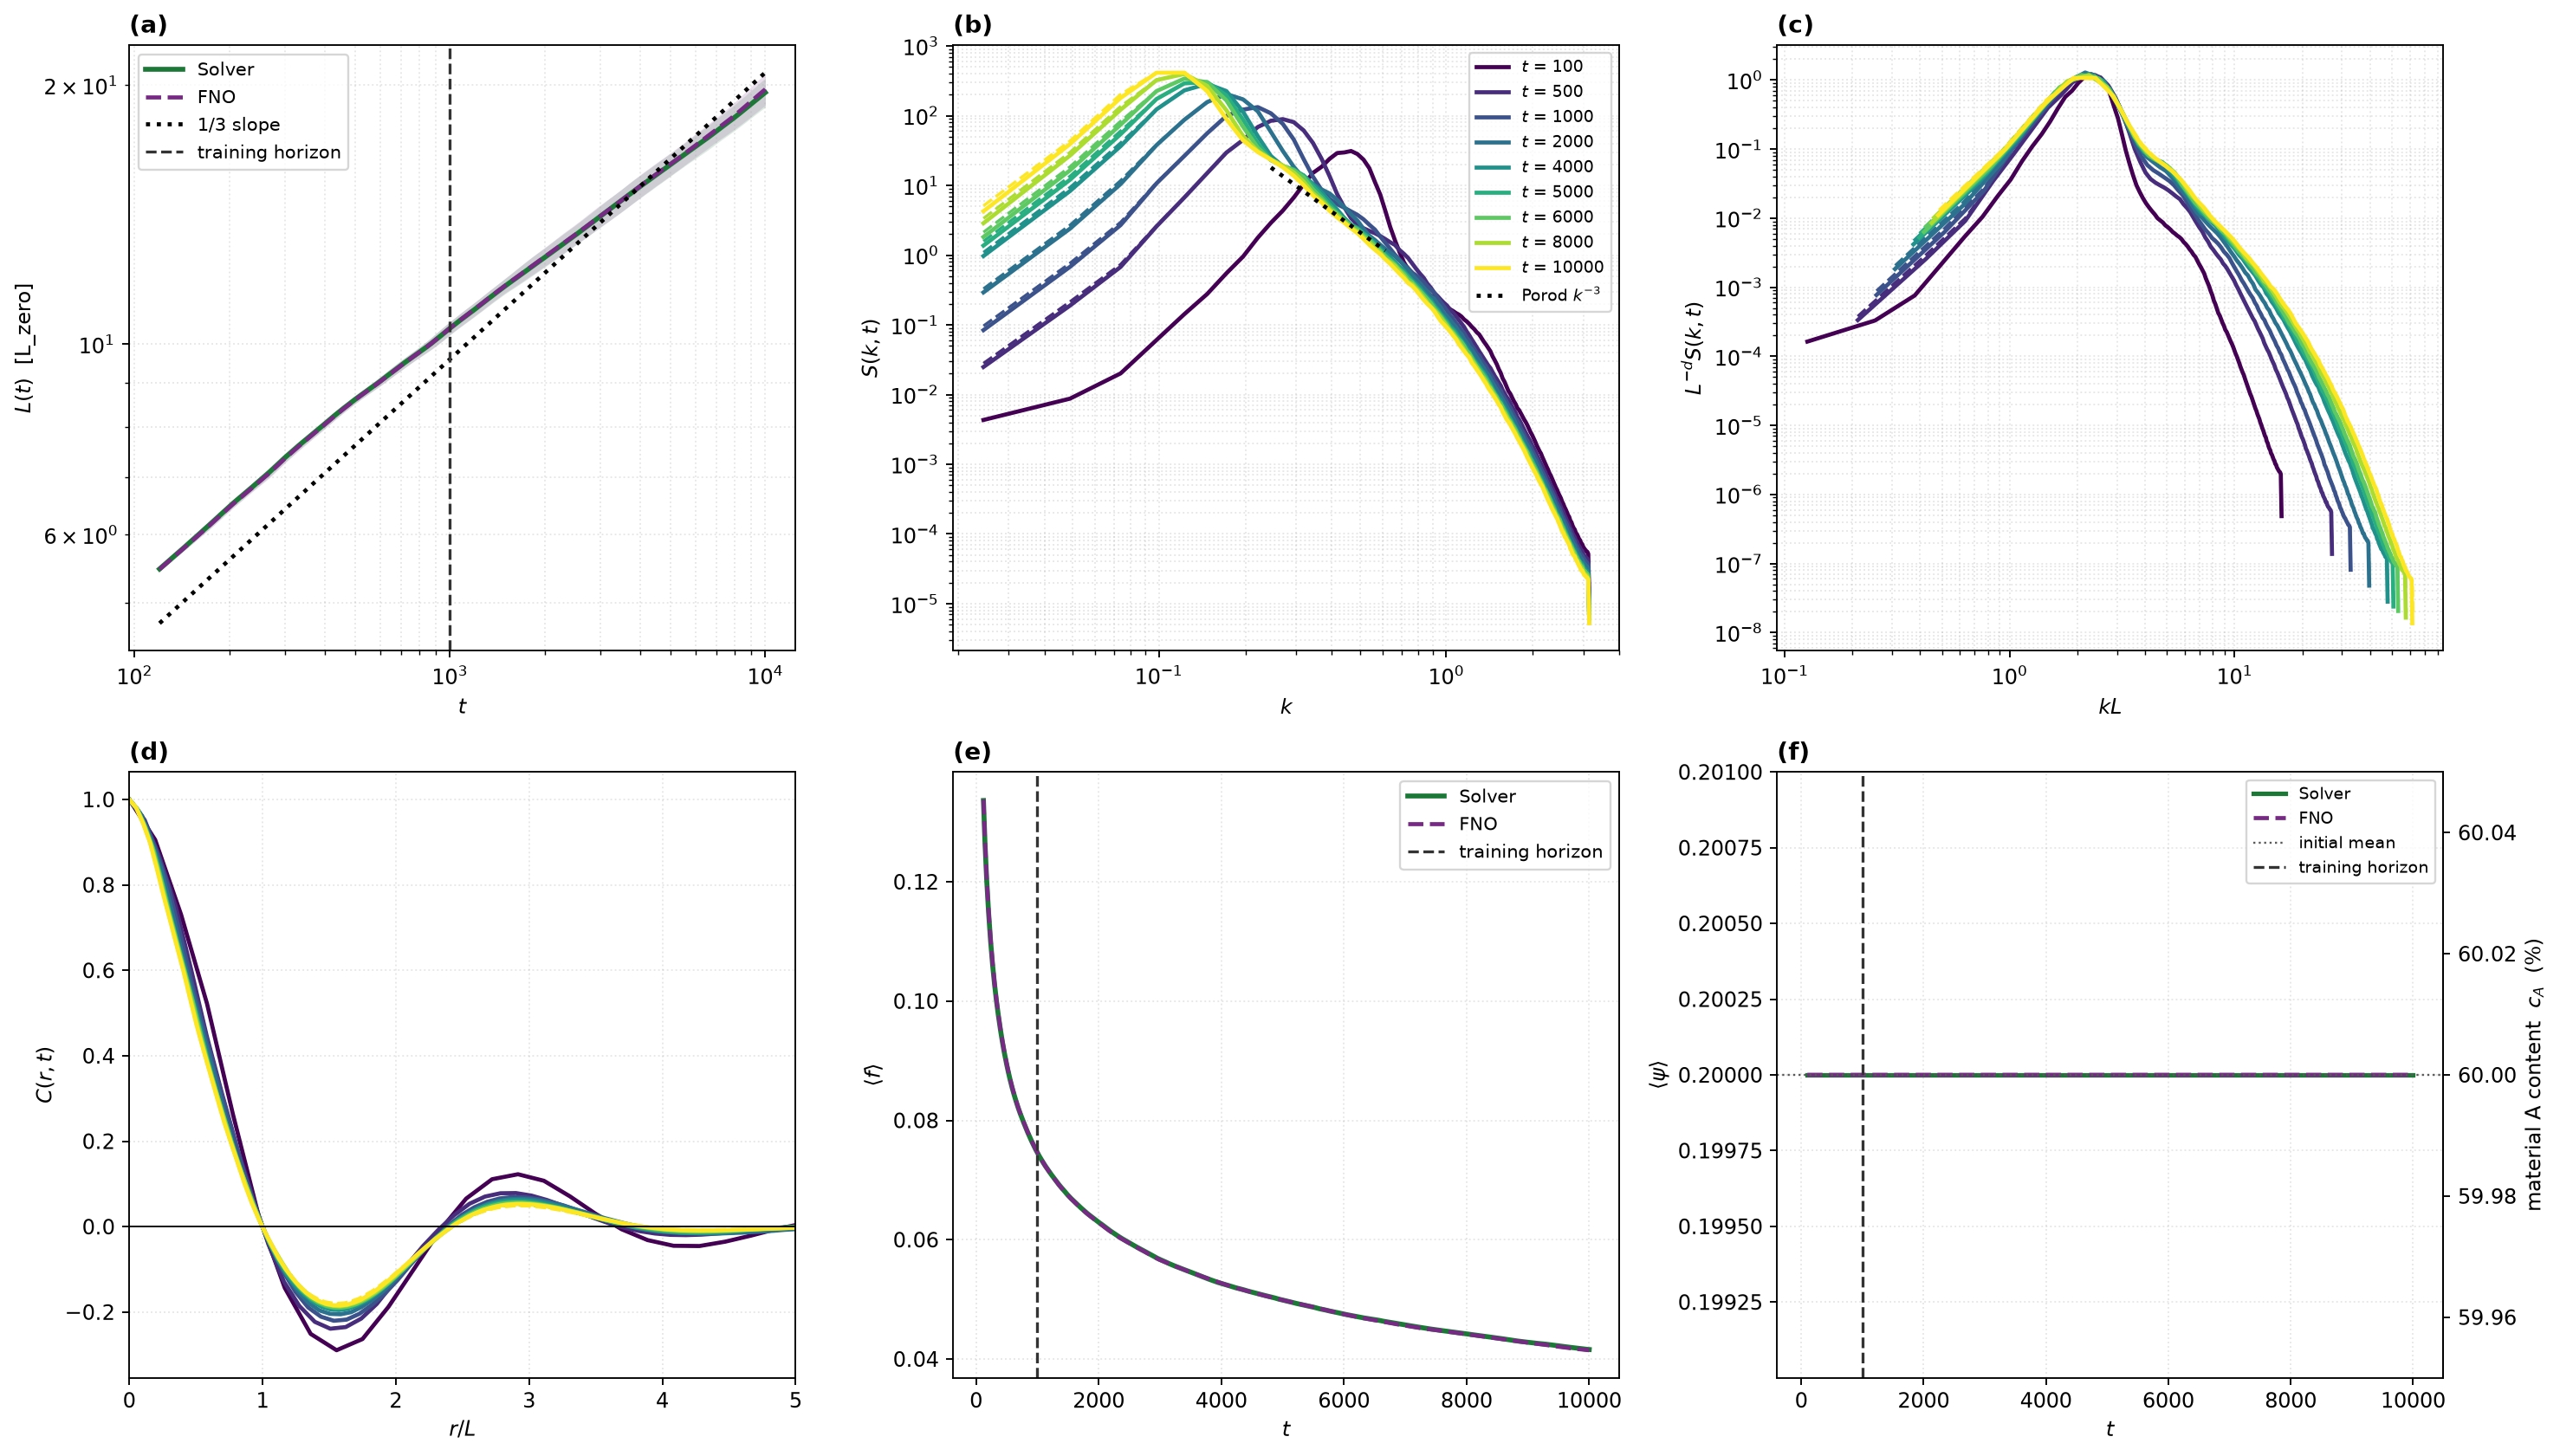 (a)
2 × 10¹
10¹
6 × 10⁰
L(t) [L_zero]
Solver
FNO
1/3 slope
training horizon
10² 10³ 10⁴
t
(b)
10³
10²
10¹
10⁰
10⁻¹
10⁻²
10⁻³
10⁻⁴
10⁻⁵
S(k, t)
t = 100
t = 500
t = 1000
t = 2000
t = 4000
t = 5000
t = 6000
t = 8000
t = 10000
Porod k⁻³
10⁻¹ 10⁰
k
(c)
10⁰
10⁻¹
10⁻²
10⁻³
10⁻⁴
10⁻⁵
10⁻⁶
10⁻⁷
10⁻⁸
L⁻ᵈS(k, t)
10⁻¹ 10⁰ 10¹
kL
(d)
1.0
0.8
0.6
0.4
0.2
0.0
−0.2
C(r, t)
0 1 2 3 4 5
r/L
(e)
0.12
0.10
0.08
0.06
0.04
⟨f⟩
Solver
FNO
training horizon
0 2000 4000 6000 8000 10000
t
(f)
0.20100
0.20075
0.20050
0.20025
0.20000
0.19975
0.19950
0.19925
⟨ψ⟩
Solver
FNO
initial mean
training horizon
60.04
60.02
60.00
59.98
59.96
material A content c_A (%)
0 2000 4000 6000 8000 10000
t